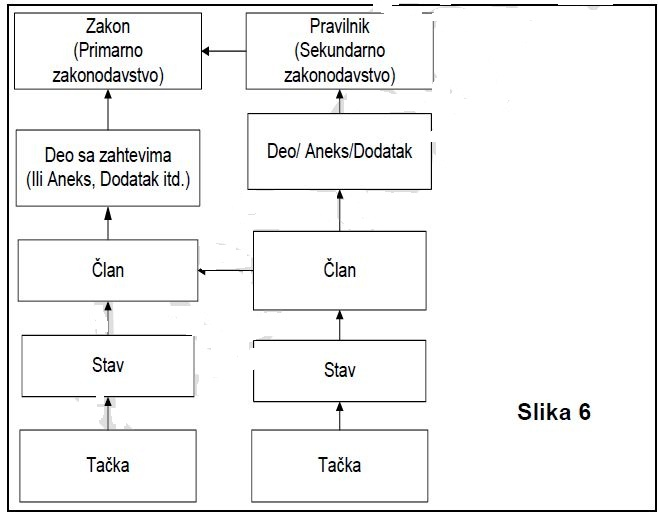 Zakon
(Primarno
zakonodavstvo)
Pravilnik
(Sekundarno
zakonodavstvo)
Deo sa zahtevima
(Ili Aneks, Dodatak itd.)
Deo/ Aneks/Dodatak
Član
Član
Stav
Stav
Slika 6
Tačka
Tačka